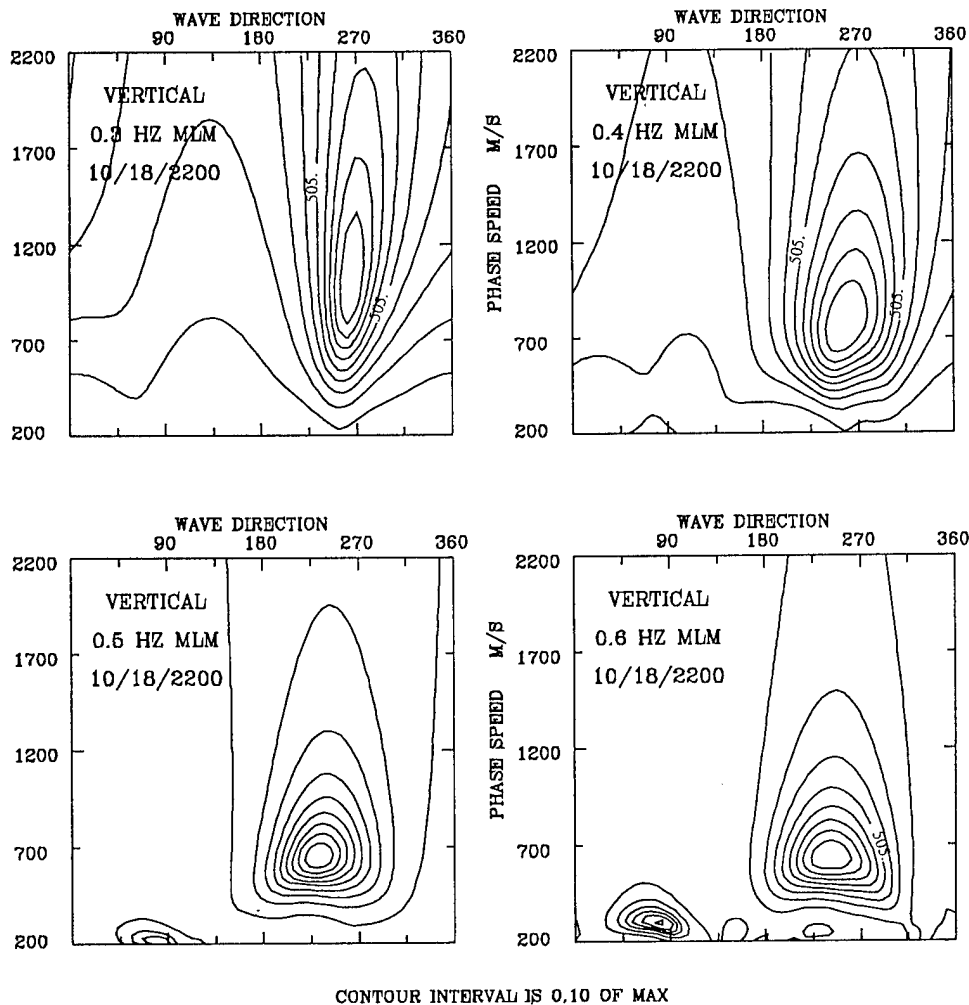 WAVE DIRECTION
90 180 270 360
2200
1700
1200
700
200
VERTICAL
0.3 HZ MLM
10/18/2200
505.
505.
WAVE DIRECTION
90 180 270 360
PHASE SPEED M/S
2200
1700
1200
700
200
VERTICAL
0.4 HZ MLM
10/18/2200
505.
505.
WAVE DIRECTION
90 180 270 360
2200
1700
1200
700
200
VERTICAL
0.5 HZ MLM
10/18/2200
WAVE DIRECTION
90 180 270 360
PHASE SPEED M/S
2200
1700
1200
700
200
VERTICAL
0.6 HZ MLM
10/18/2200
505.
CONTOUR INTERVAL IS 0.10 OF MAX